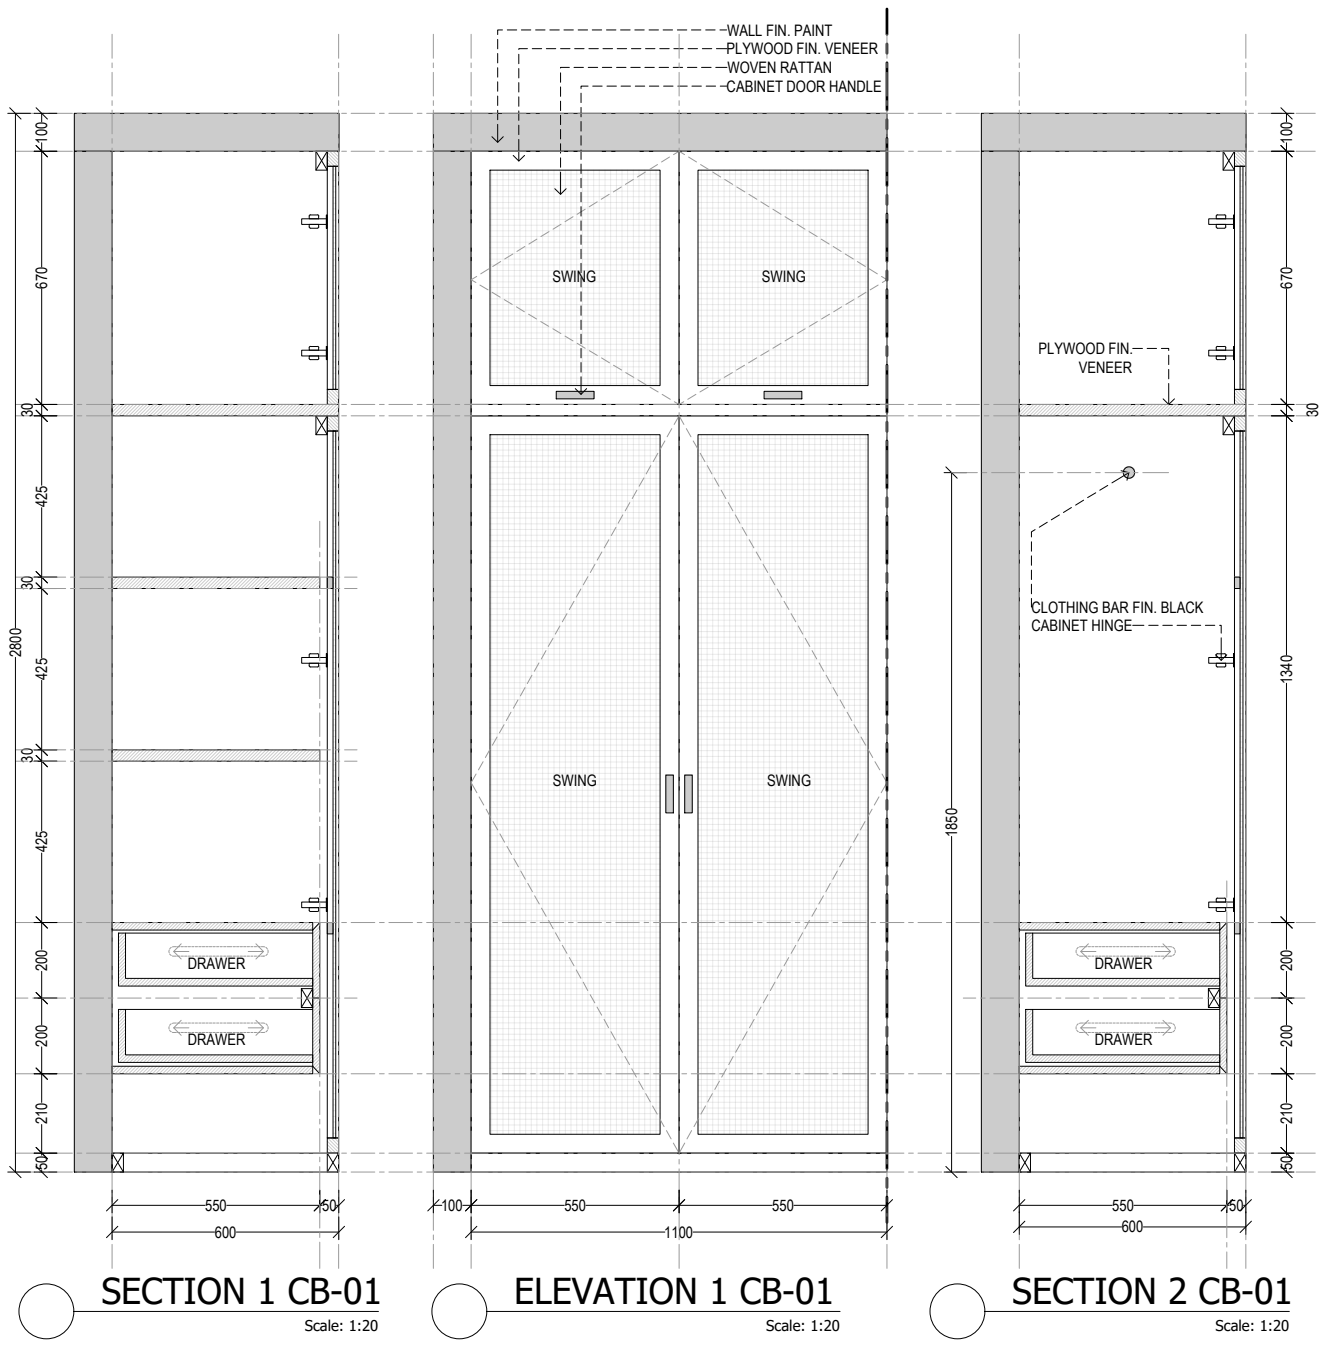 WALL FIN. PAINT
PLYWOOD FIN. VENEER
WOVEN RATTAN
CABINET DOOR HANDLE
100
670
30
425
30
425
30
425
200
200
210
50
2800
DRAWER
DRAWER
550
50
600
SWING
SWING
SWING
SWING
100
550
550
1100
PLYWOOD FIN.
VENEER
CLOTHING BAR FIN. BLACK
CABINET HINGE
1850
DRAWER
DRAWER
100
670
30
1340
200
200
210
50
550
50
600
SECTION 1 CB-01
Scale: 1:20
ELEVATION 1 CB-01
Scale: 1:20
SECTION 2 CB-01
Scale: 1:20